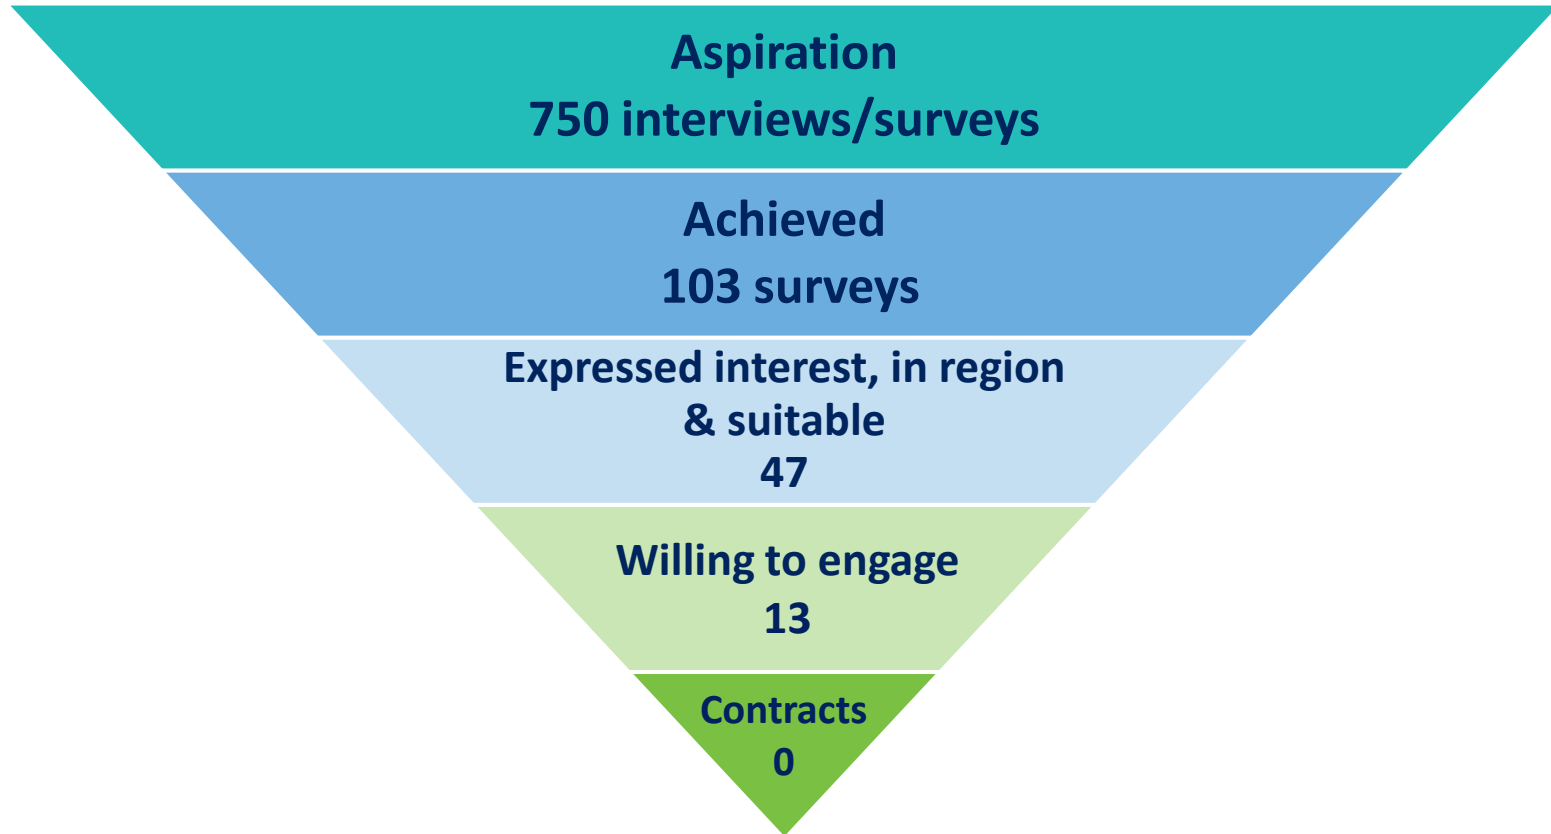 Aspiration
750 interviews/surveys
Achieved
103 surveys
Expressed interest, in region
& suitable
47
Willing to engage
13
Contracts
0